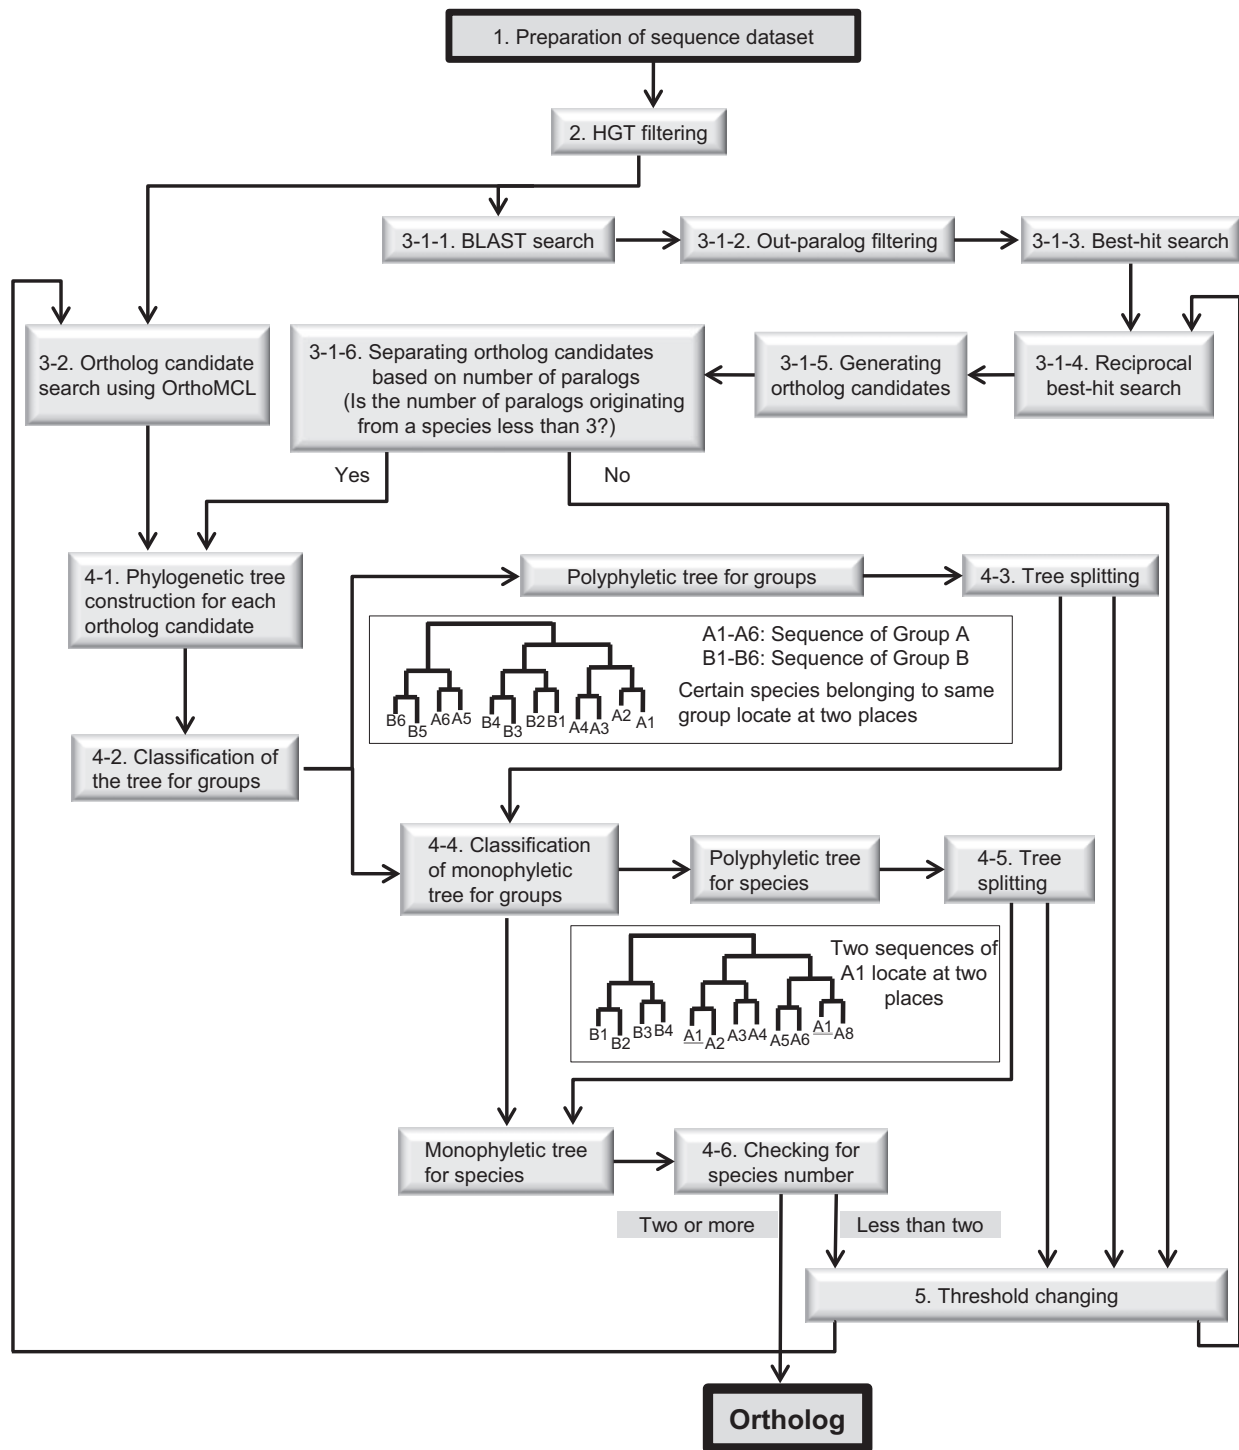 1. Preparation of sequence dataset
2. HGT filtering
3-1-1. BLAST search
3-1-2. Out-paralog filtering
3-1-3. Best-hit search
3-2. Ortholog candidate
search using OrthoMCL
3-1-6. Separating ortholog candidates
based on number of paralogs
(Is the number of paralogs originating
from a species less than 3?)
3-1-5. Generating
ortholog candidates
3-1-4. Reciprocal
best-hit search
Yes
No
4-1. Phylogenetic tree
construction for each
ortholog candidate
Polyphyletic tree for groups
4-3. Tree splitting
A1-A6: Sequence of Group A
B1-B6: Sequence of Group B
Certain species belonging to same
group locate at two places
B6 B5 A6 A5 B4 B3 B2 B1 A4 A3 A2 A1
4-2. Classification of
the tree for groups
4-4. Classification
of monophyletic
tree for groups
Polyphyletic tree
for species
4-5. Tree
splitting
Two sequences of
A1 locate at two
places
B1 B2 B3 B4 A1 A2 A3 A4 A5 A6 A1 A8
Monophyletic tree
for species
4-6. Checking for
species number
Two or more
Less than two
5. Threshold changing
Ortholog